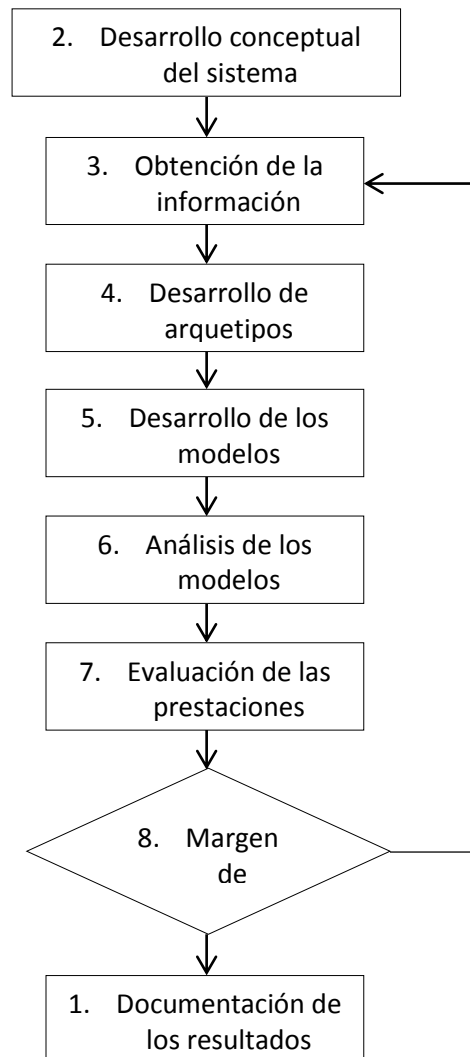 2. Desarrollo conceptual
del sistema
3. Obtención de la
información
4. Desarrollo de
arquetipos
5. Desarrollo de los
modelos
6. Análisis de los
modelos
7. Evaluación de las
prestaciones
8. Margen
de
1. Documentación de
los resultados